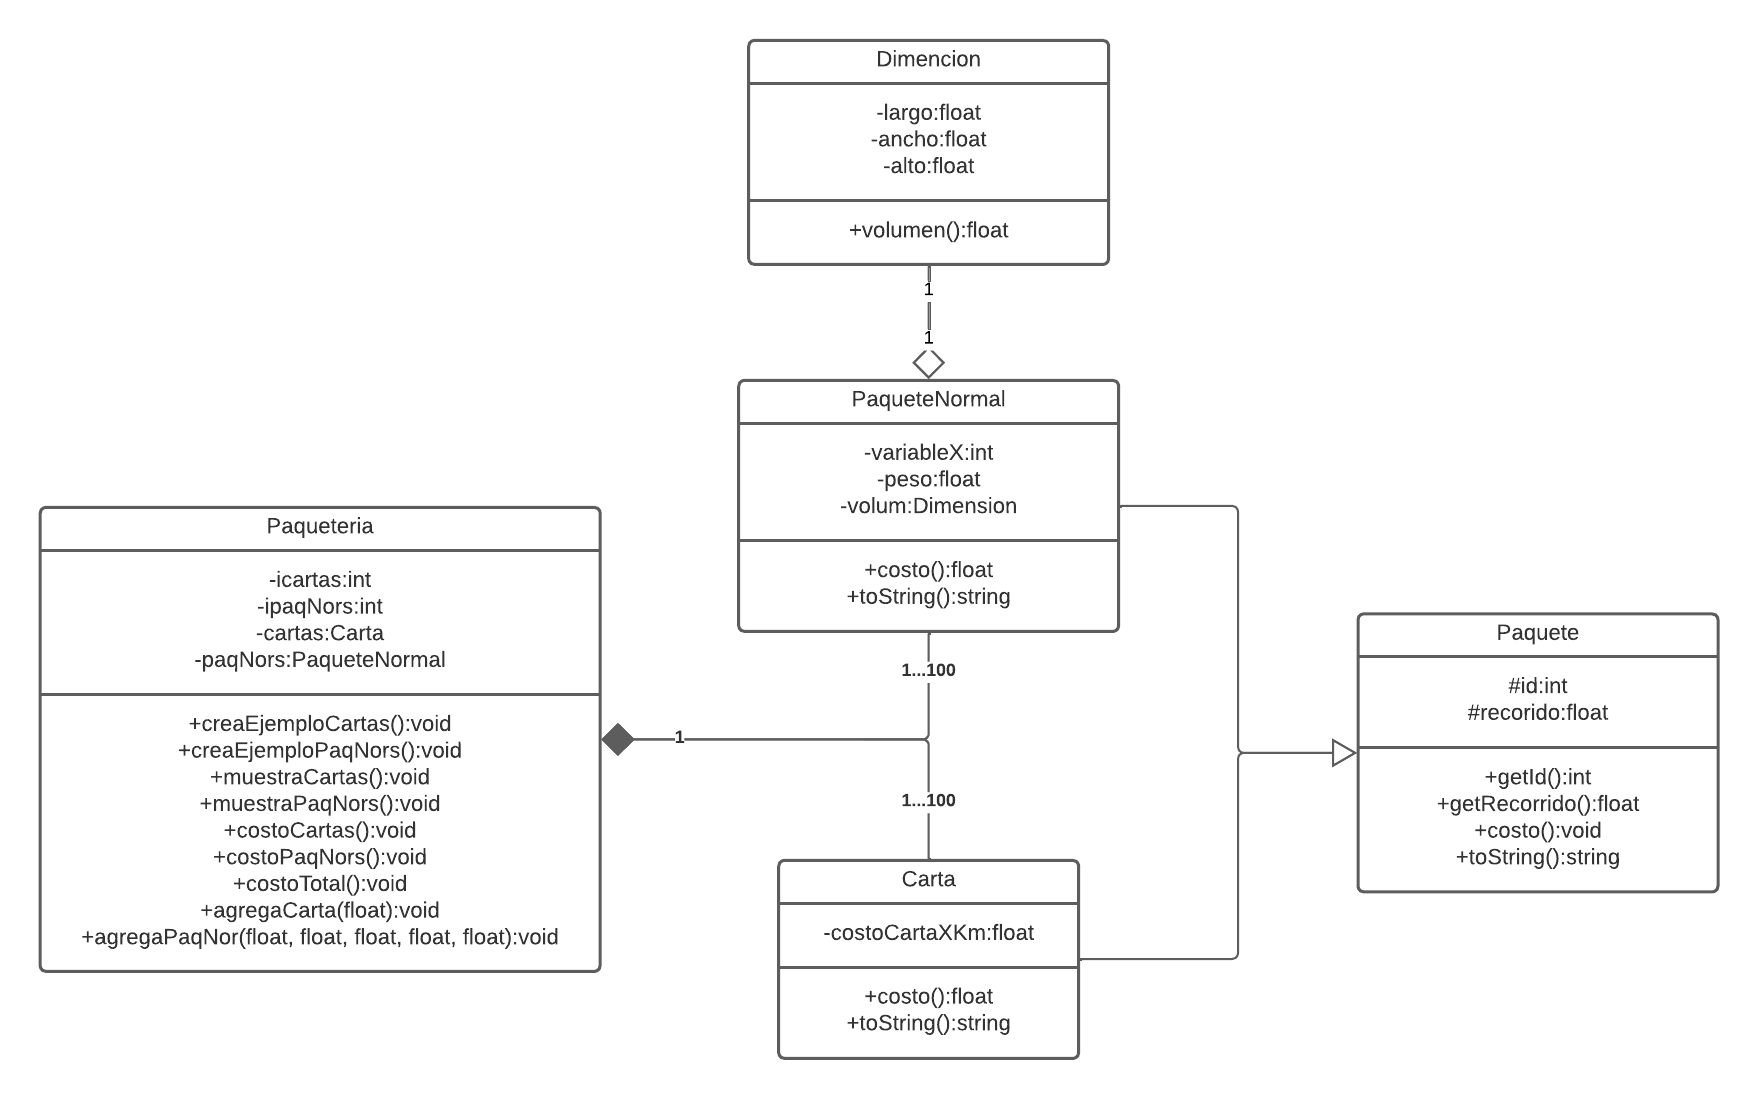 Dimencion
-largo:float
-ancho:float
-alto:float
+volumen():float
1
1
PaqueteNormal
-variableX:int
-peso:float
-volum:Dimension
+costo():float
+toString():string
Paqueteria
-icartas:int
-ipaqNors:int
-cartas:Carta
-paqNors:PaqueteNormal
+creaEjemploCartas():void
+creaEjemploPaqNors():void
+muestraCartas():void
+muestraPaqNors():void
+costoCartas():void
+costoPaqNors():void
+costoTotal():void
+agregaCarta(float):void
+agregaPaqNor(float, float, float, float, float):void
1
1...100
1...100
Carta
-costoCartaXKm:float
+costo():float
+toString():string
Paquete
#id:int
#recorido:float
+getId():int
+getRecorrido():float
+costo():void
+toString():string